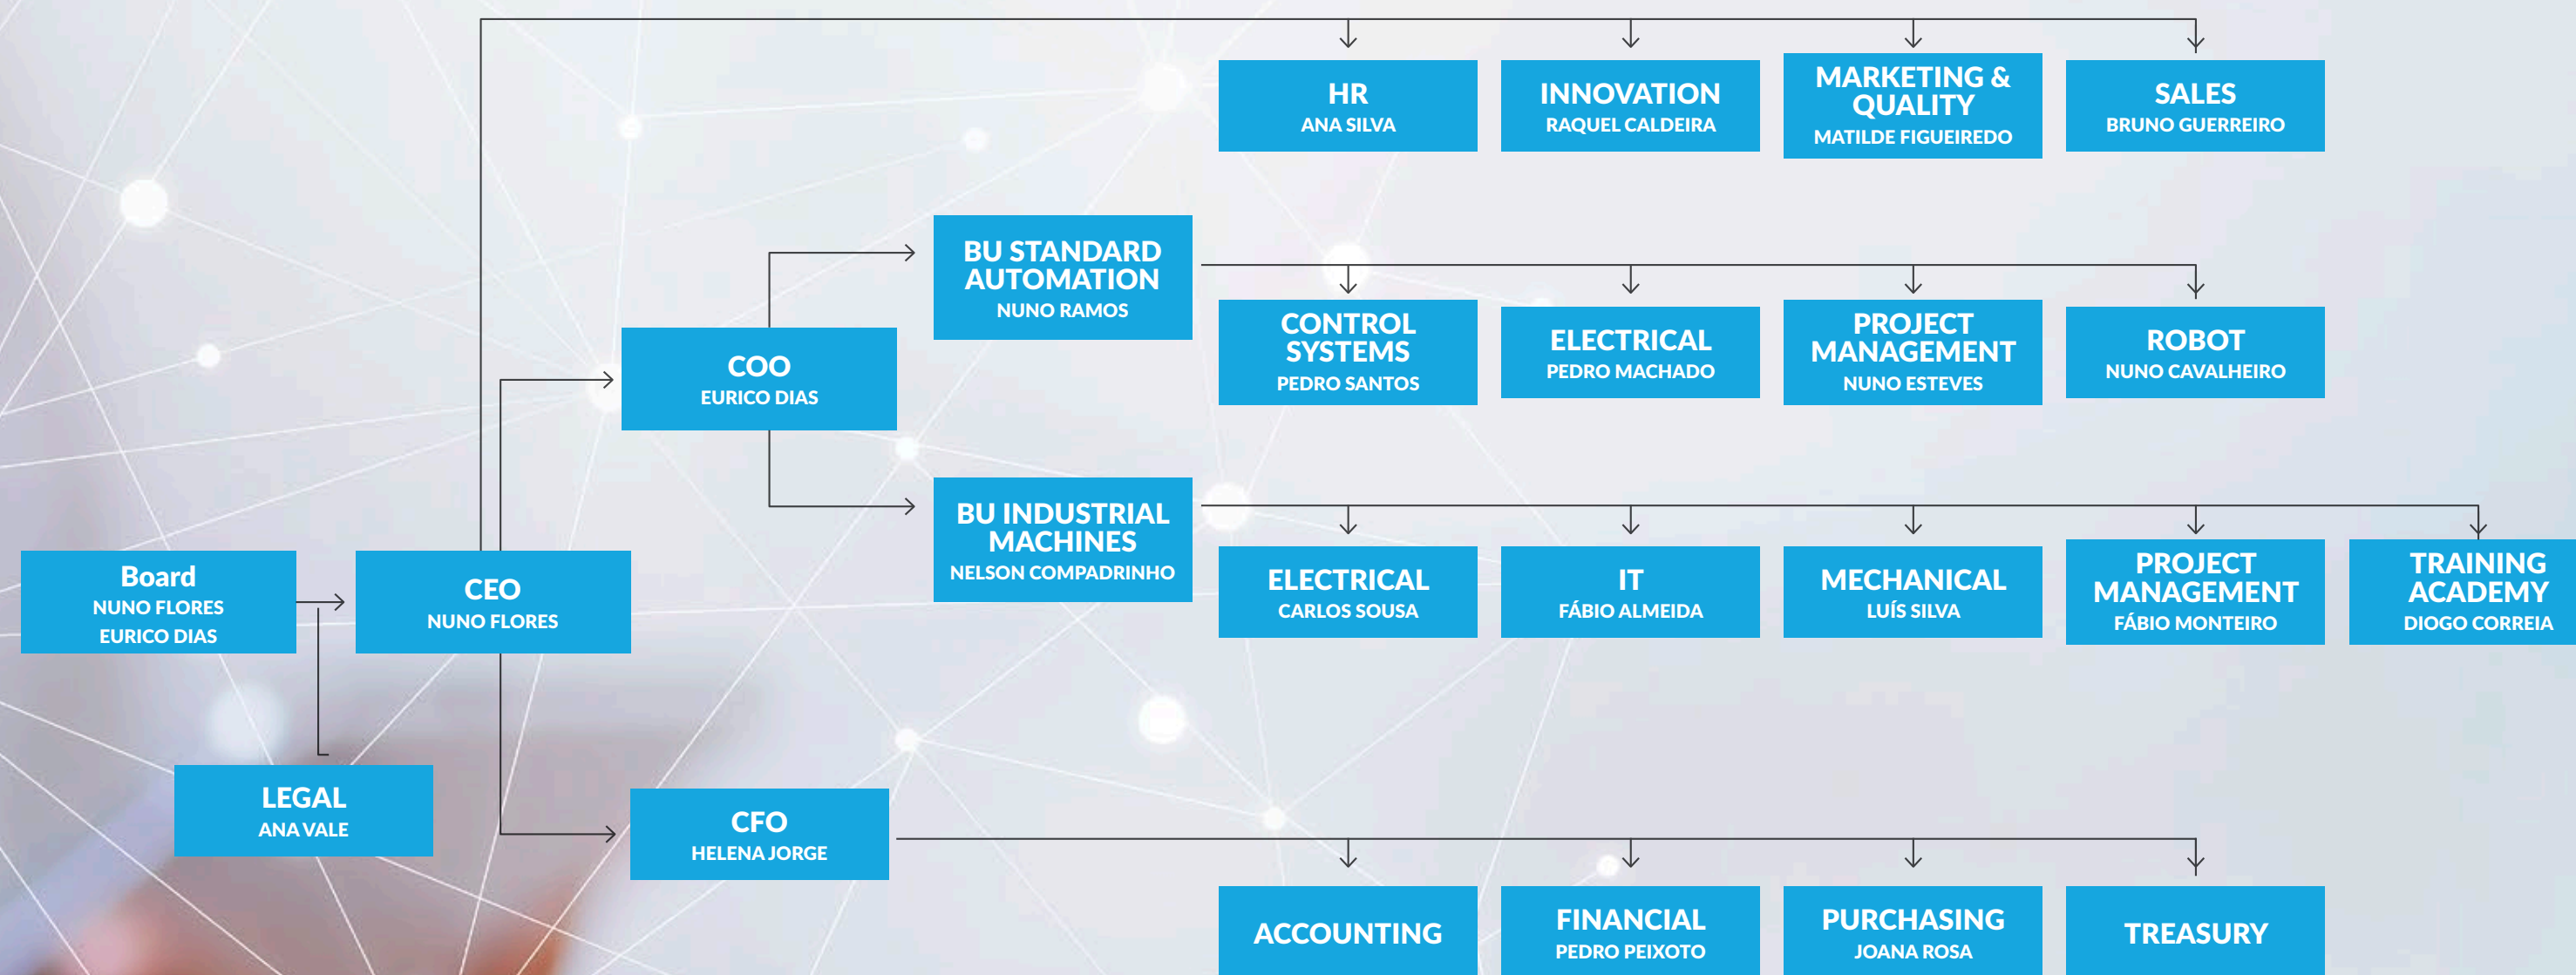 HR
ANA SILVA
INNOVATION
RAQUEL CALDEIRA
MARKETING &
QUALITY
MATILDE FIGUEIREDO
SALES
BRUNO GUERREIRO
BU STANDARD
AUTOMATION
NUNO RAMOS
CONTROL
SYSTEMS
PEDRO SANTOS
ELECTRICAL
PEDRO MACHADO
PROJECT
MANAGEMENT
NUNO ESTEVES
ROBOT
NUNO CAVALHEIRO
COO
EURICO DIAS
BU INDUSTRIAL
MACHINES
NELSON COMPADRINHO
ELECTRICAL
CARLOS SOUSA
IT
FÁBIO ALMEIDA
MECHANICAL
LUÍS SILVA
PROJECT
MANAGEMENT
FÁBIO MONTEIRO
TRAINING
ACADEMY
DIOGO CORREIA
Board
NUNO FLORES
EURICO DIAS
CEO
NUNO FLORES
LEGAL
ANA VALE
CFO
HELENA JORGE
ACCOUNTING
FINANCIAL
PEDRO PEIXOTO
PURCHASING
JOANA ROSA
TREASURY